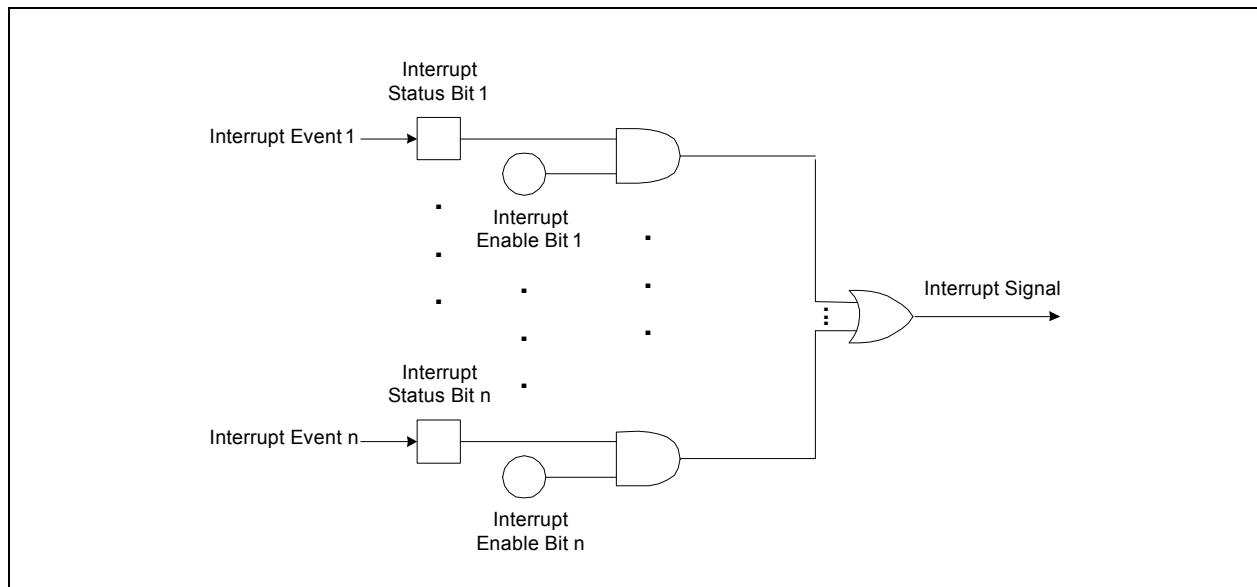 Interrupt
Status Bit 1
Interrupt Event 1
Interrupt
Enable Bit 1
Interrupt Signal
Interrupt
Status Bit n
Interrupt Event n
Interrupt
Enable Bit n